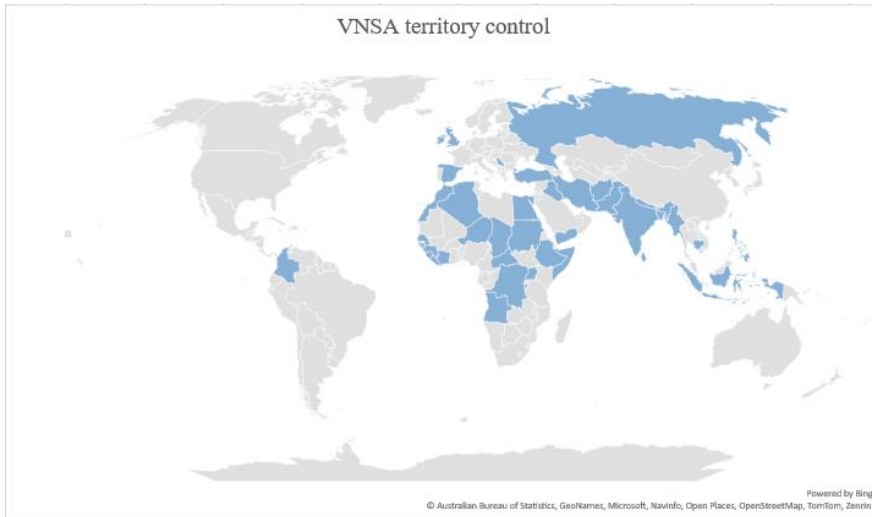 VNSA territory control
Powered by Bing
© Australian Bureau of Statistics, GeoNames, Microsoft, Navinfo, Open Places, OpenStreetMap, TomTom, Zenrin